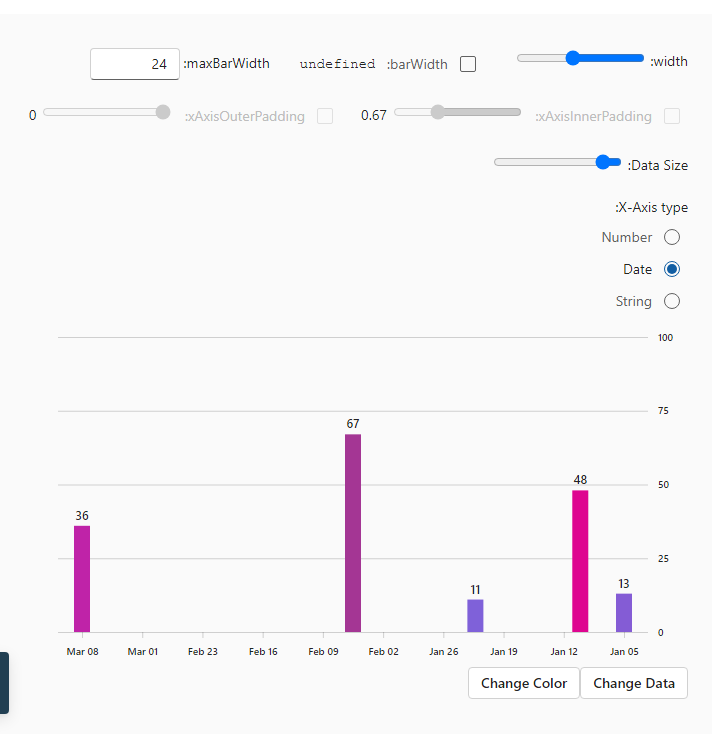 :width
:barWidth undefined
:maxBarWidth 24
:xAxisInnerPadding 0.67
:xAxisOuterPadding 0
:Data Size
:X-Axis type
Number
Date
String
100
75
50
25
0
36
67
11
48
13
Mar 08 Mar 01 Feb 23 Feb 16 Feb 09 Feb 02 Jan 26 Jan 19 Jan 12 Jan 05
Change Color Change Data